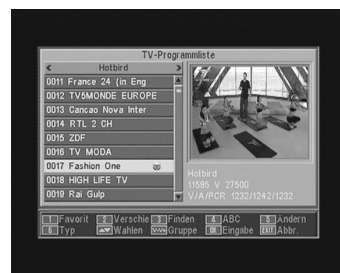 TV-Programmliste
Hotbird
0011 France 24 (in Eng
0012 TV5MONDE EUROPE
0013 Cancao Nova Inter
0014 RTL 2 CH
0015 ZDF
0016 TV MODA
0017 Fashion One
0018 HIGH LIFE TV
0019 Rai Gulp
Hotbird
11585 V 27500
V/A/PCR 1232/1242/1232
1 Favorit 2 Verschie 3 Finden 4 ABC 5 Ändern
6 Typ Wahlen V-/V+ Gruppe OK Eingabe EXIT Abbr.